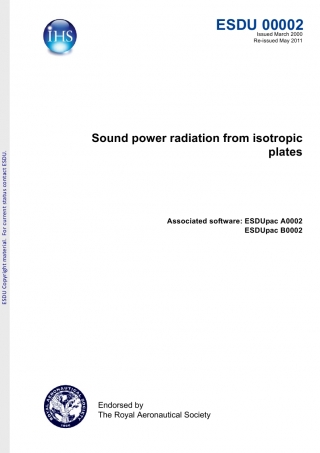 IHS
ESDU 00002
Issued March 2000
Re-issued May 2011
Sound power radiation from isotropic
plates
Associated software: ESDUpac A0002
ESDUpac B0002
ESDU Copyright material. For current status contact ESDU.
Endorsed by
The Royal Aeronautical Society